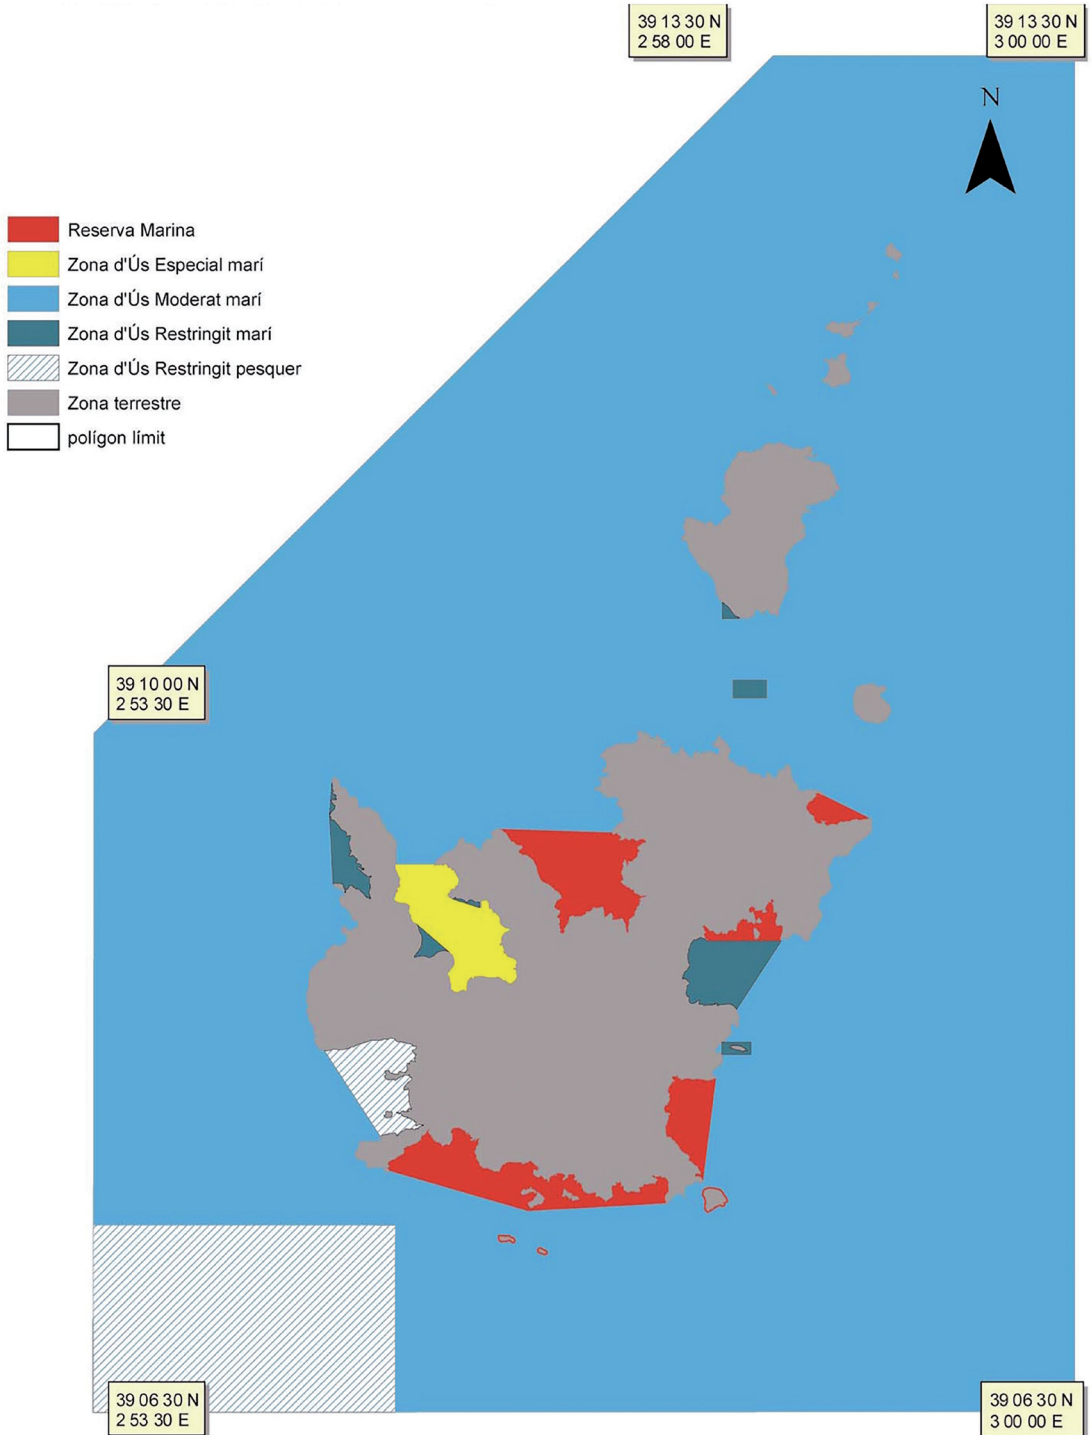 39 13 30 N
2 58 00 E
39 13 30 N
3 00 00 E
N
Reserva Marina
Zona d'Ús Especial marí
Zona d'Ús Moderat marí
Zona d'Ús Restringit marí
Zona d'Ús Restringit pesquer
Zona terrestre
polígon límit
39 10 00 N
2 53 30 E
39 06 30 N
2 53 30 E
39 06 30 N
3 00 00 E